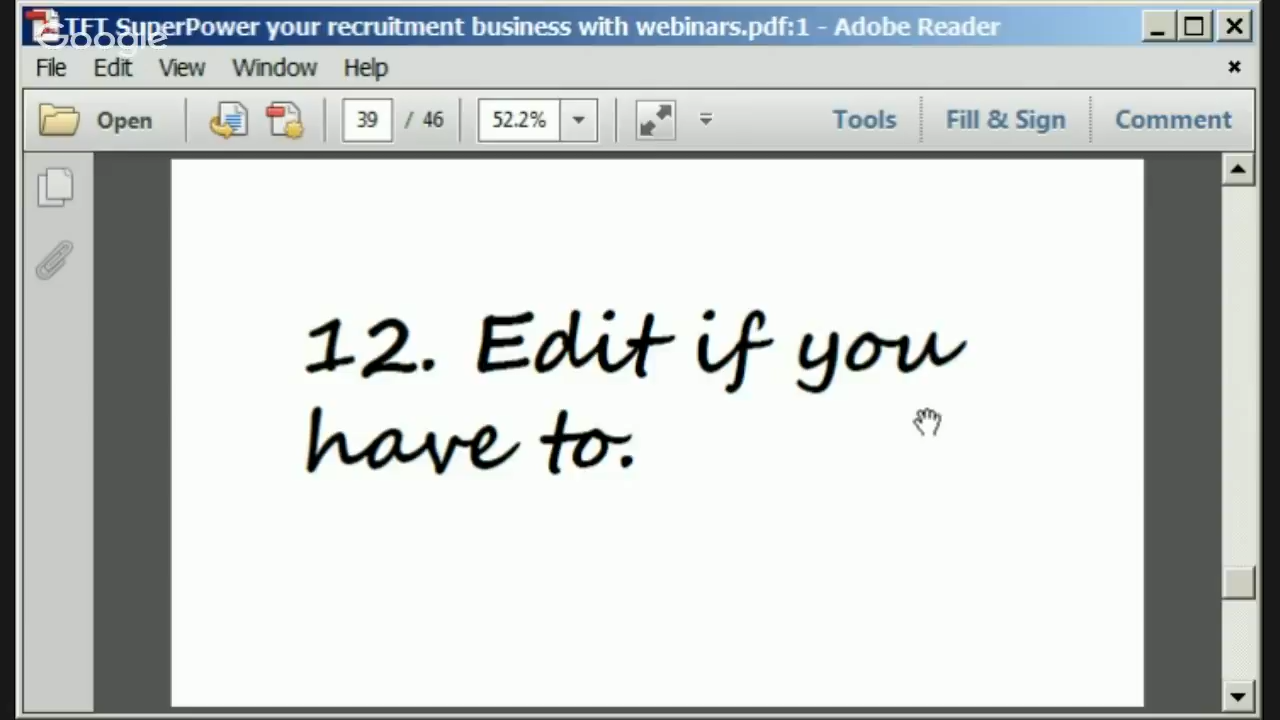 TFT SuperPower your recruitment business with webinars.pdf:1 - Adobe Reader
Google
File Edit View Window Help
Open 39 / 46 52.2% Tools Fill & Sign Comment
12. Edit if you
have to.